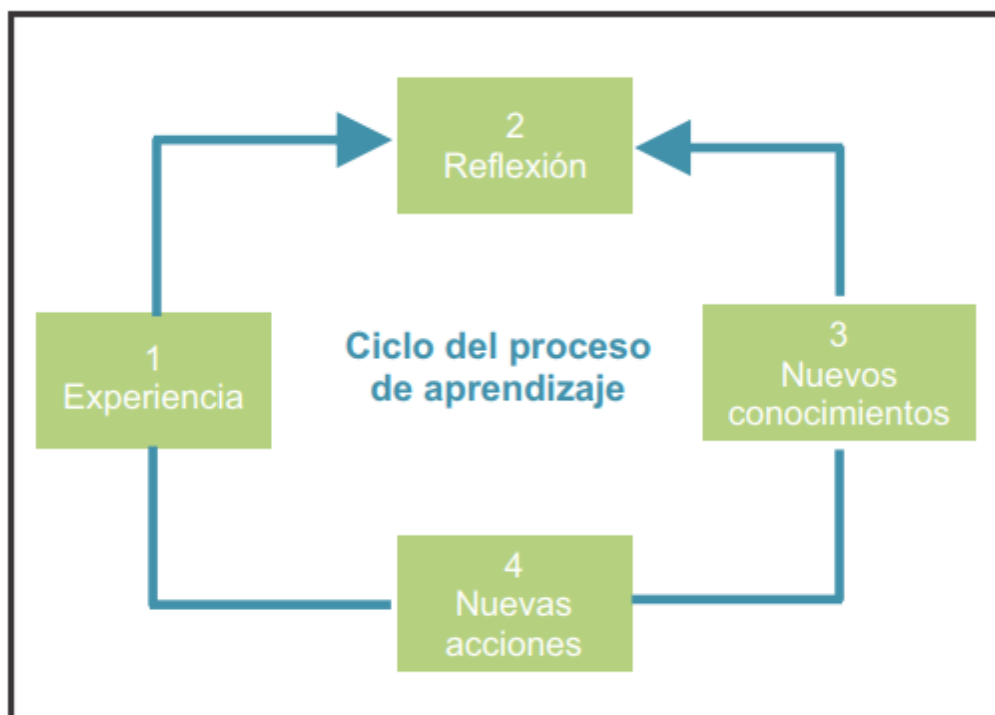 2
Reflexión
1
Experiencia
Ciclo del proceso
de aprendizaje
3
Nuevos
conocimientos
4
Nuevas
acciones